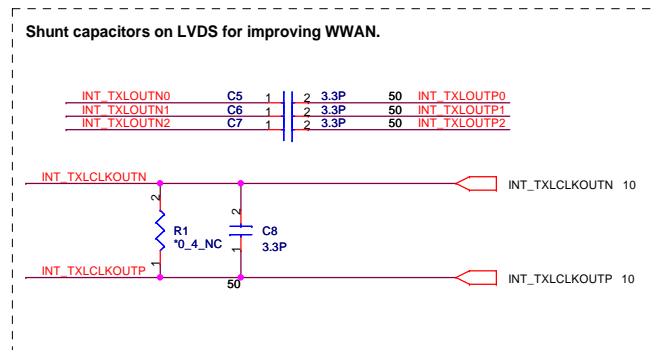 Shunt capacitors on LVDS for improving WWAN.
INT_TXLOUTN0 C5 1 2 3.3P 50 INT_TXLOUTP0
INT_TXLOUTN1 C6 1 2 3.3P 50 INT_TXLOUTP1
INT_TXLOUTN2 C7 1 2 3.3P 50 INT_TXLOUTP2
INT_TXLCLKOUTN INT_TXLCLKOUTN 10
2 2
R1 C8
*0_4_NC 3.3P
1 1
INT_TXLCLKOUTP INT_TXLCLKOUTP 10
50